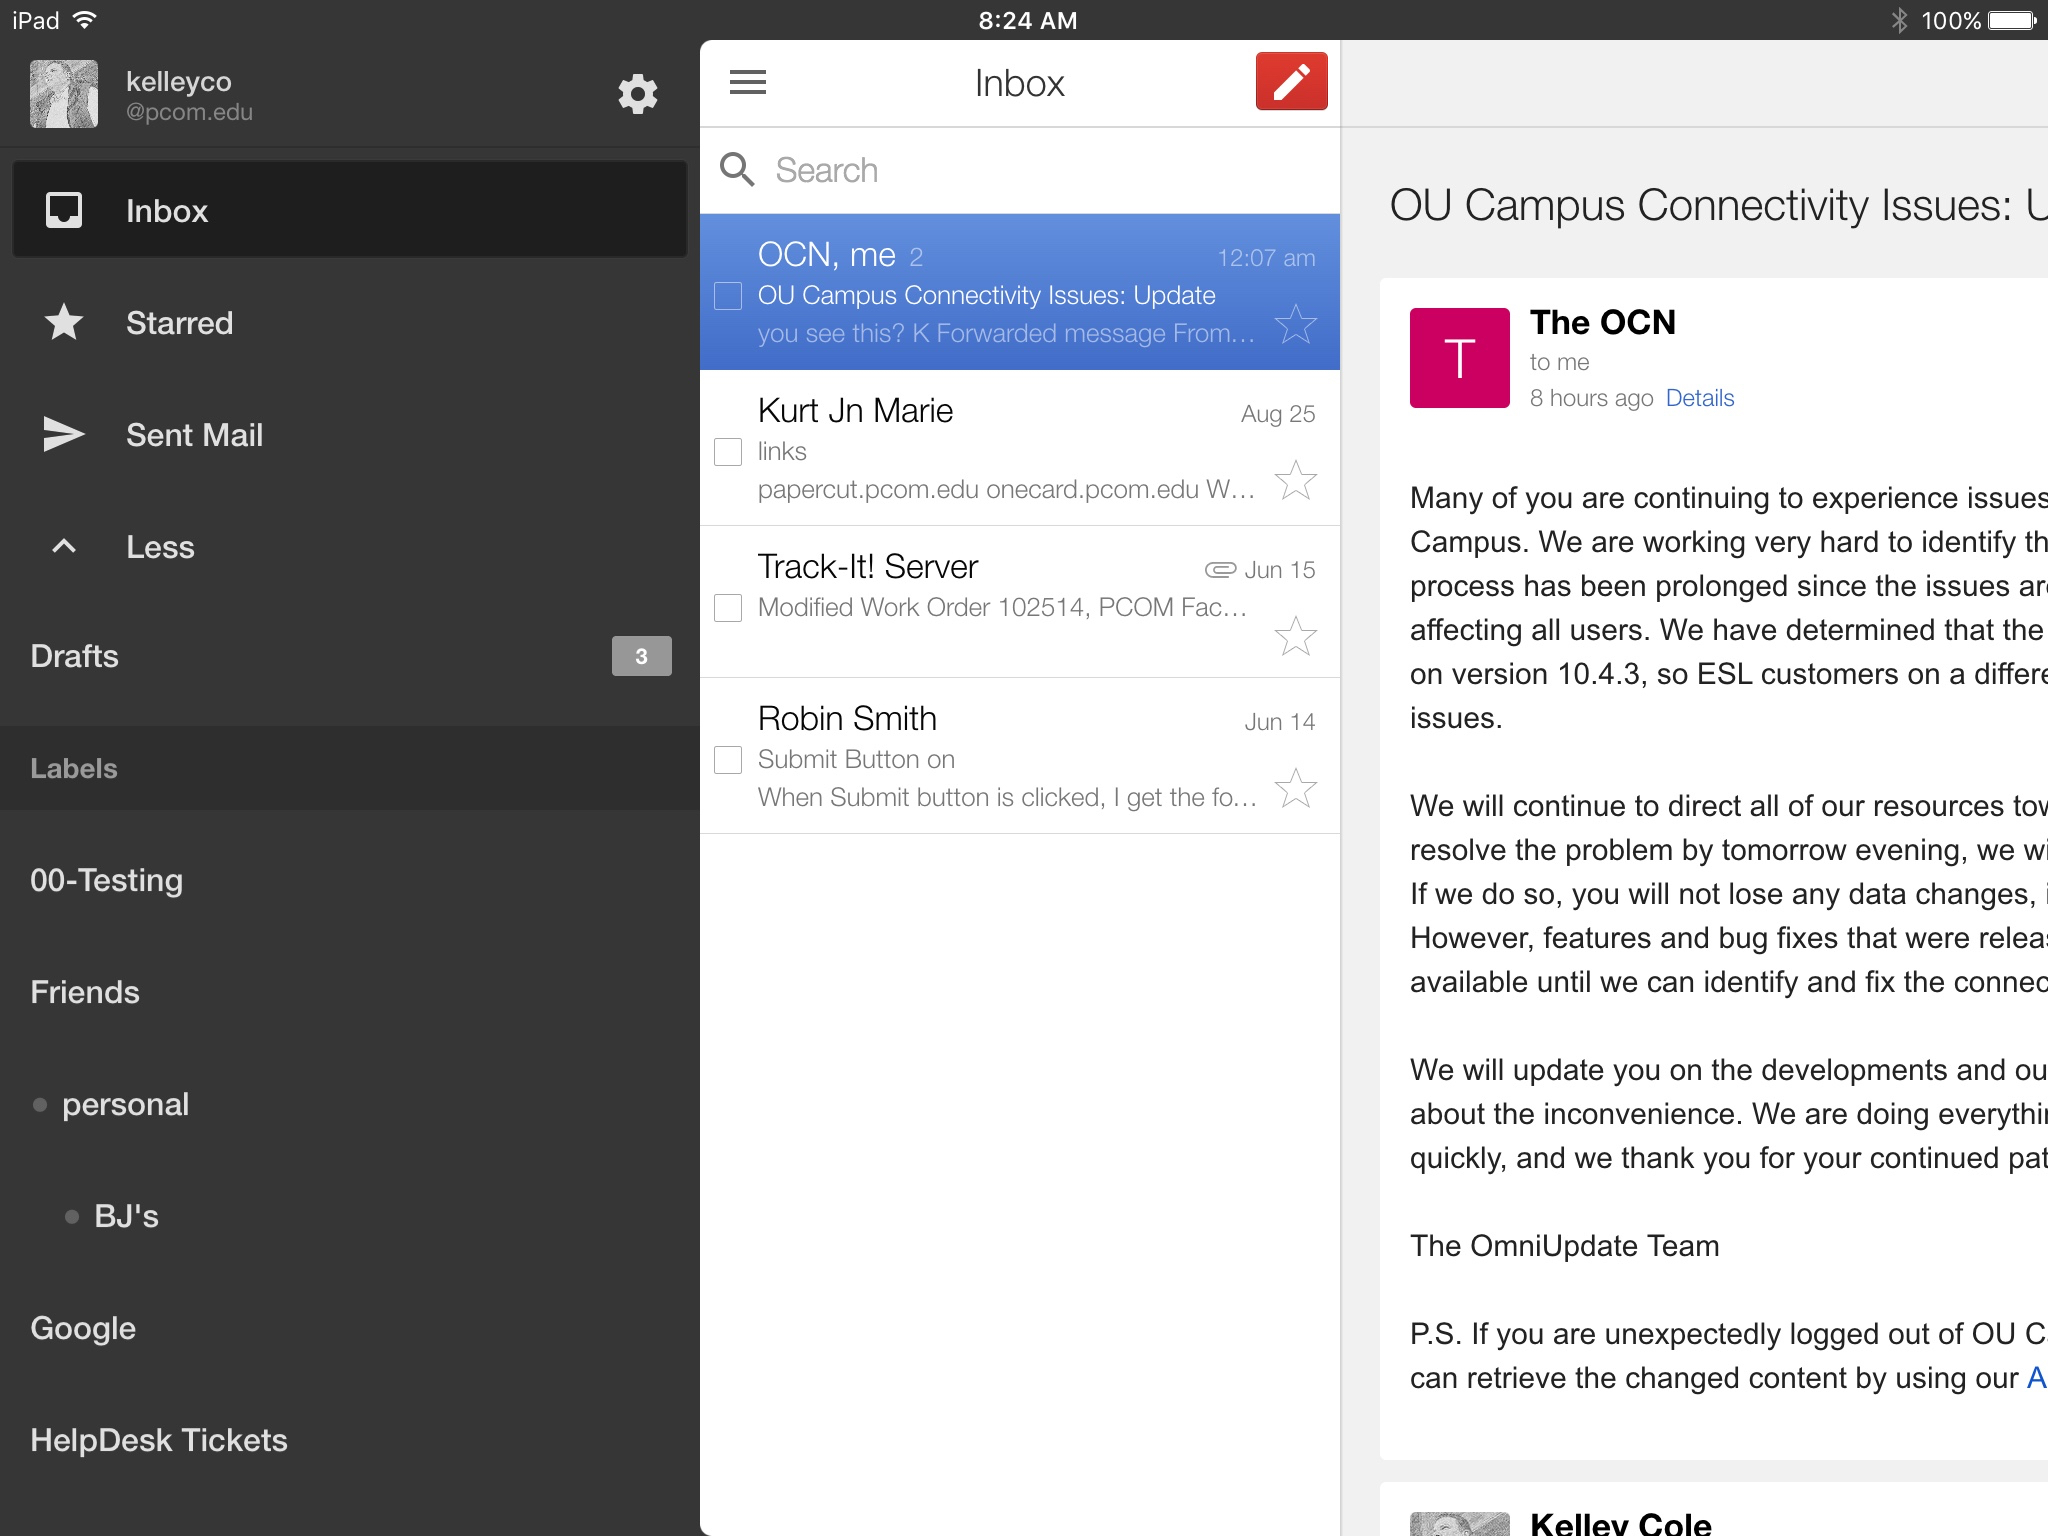 iPad
8:24 AM
100%
kelleyco
@pcom.edu
Inbox
Starred
Sent Mail
Less
Drafts
3
Labels
00-Testing
Friends
personal
BJ's
Google
HelpDesk Tickets
Inbox
Search
OCN, me 2 12:07 am
OU Campus Connectivity Issues: Update
you see this? K Forwarded message From...
Kurt Jn Marie Aug 25
links
papercut.pcom.edu onecard.pcom.edu W...
Track-It! Server Jun 15
Modified Work Order 102514, PCOM Fac...
Robin Smith Jun 14
Submit Button on
When Submit button is clicked, I get the fo...
OU Campus Connectivity Issues: U
T
The OCN
to me
8 hours ago Details
Many of you are continuing to experience issues
Campus. We are working very hard to identify th
process has been prolonged since the issues are
affecting all users. We have determined that the
on version 10.4.3, so ESL customers on a differe
issues.
We will continue to direct all of our resources tow
resolve the problem by tomorrow evening, we wi
If we do so, you will not lose any data changes, i
However, features and bug fixes that were releas
available until we can identify and fix the connec
We will update you on the developments and ou
about the inconvenience. We are doing everythin
quickly, and we thank you for your continued pat
The OmniUpdate Team
P.S. If you are unexpectedly logged out of OU Ca
can retrieve the changed content by using our A
Kelley Cole